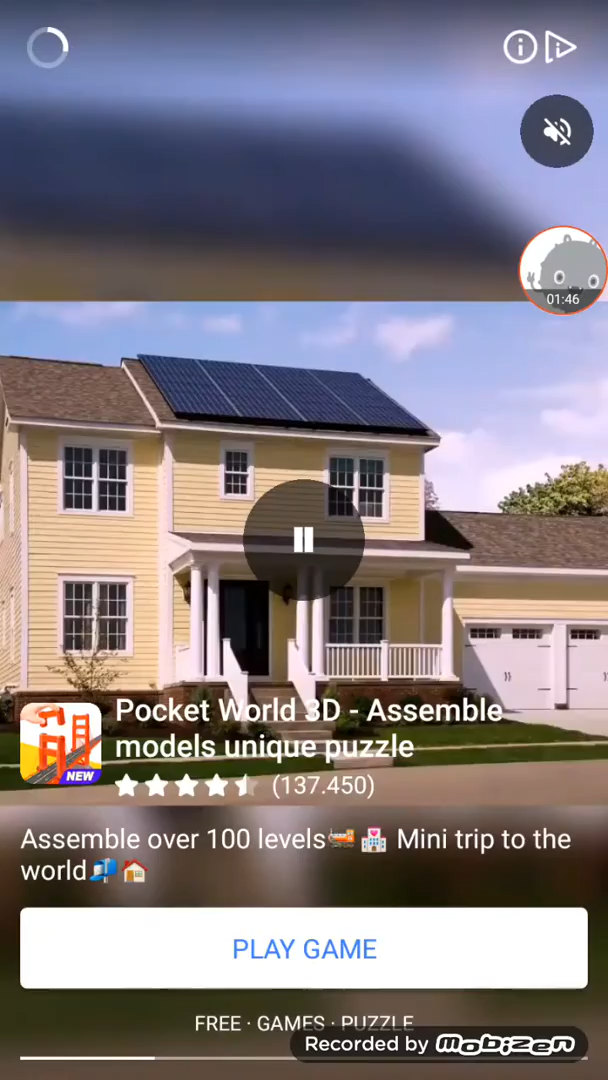 01:46
Pocket World 3D - Assemble
models unique puzzle
NEW
(137.450)
Assemble over 100 levels🚂 🏩 Mini trip to the
world📬🏠
PLAY GAME
FREE · GAMES · PUZZLE
Recorded by mobizen